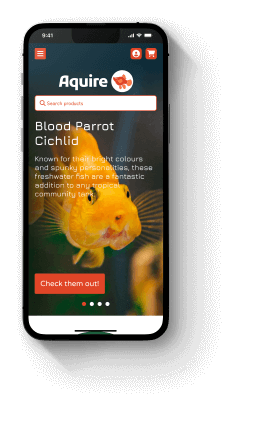 9:41
Aquire
Search products
Blood Parrot
Cichlid
Known for their bright colours
and spunky personalities, these
freshwater fish are a fantastic
addition to any tropical
community tank.
Check them out!